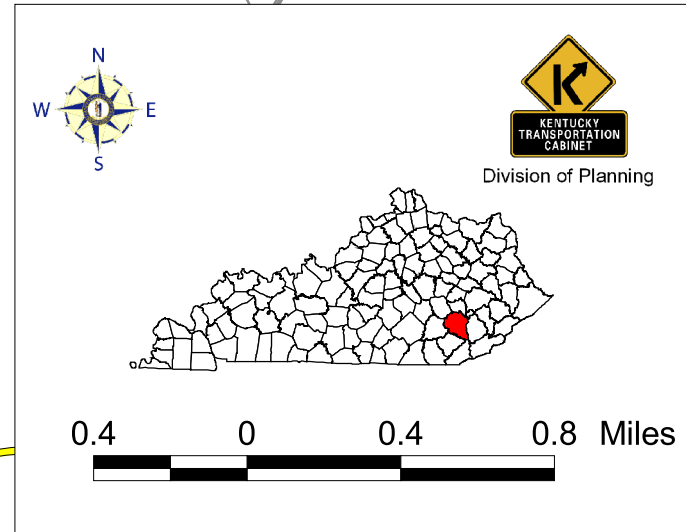 N
W E
S
K
KENTUCKY
TRANSPORTATION
CABINET
Division of Planning
0.4 0 0.4 0.8 Miles